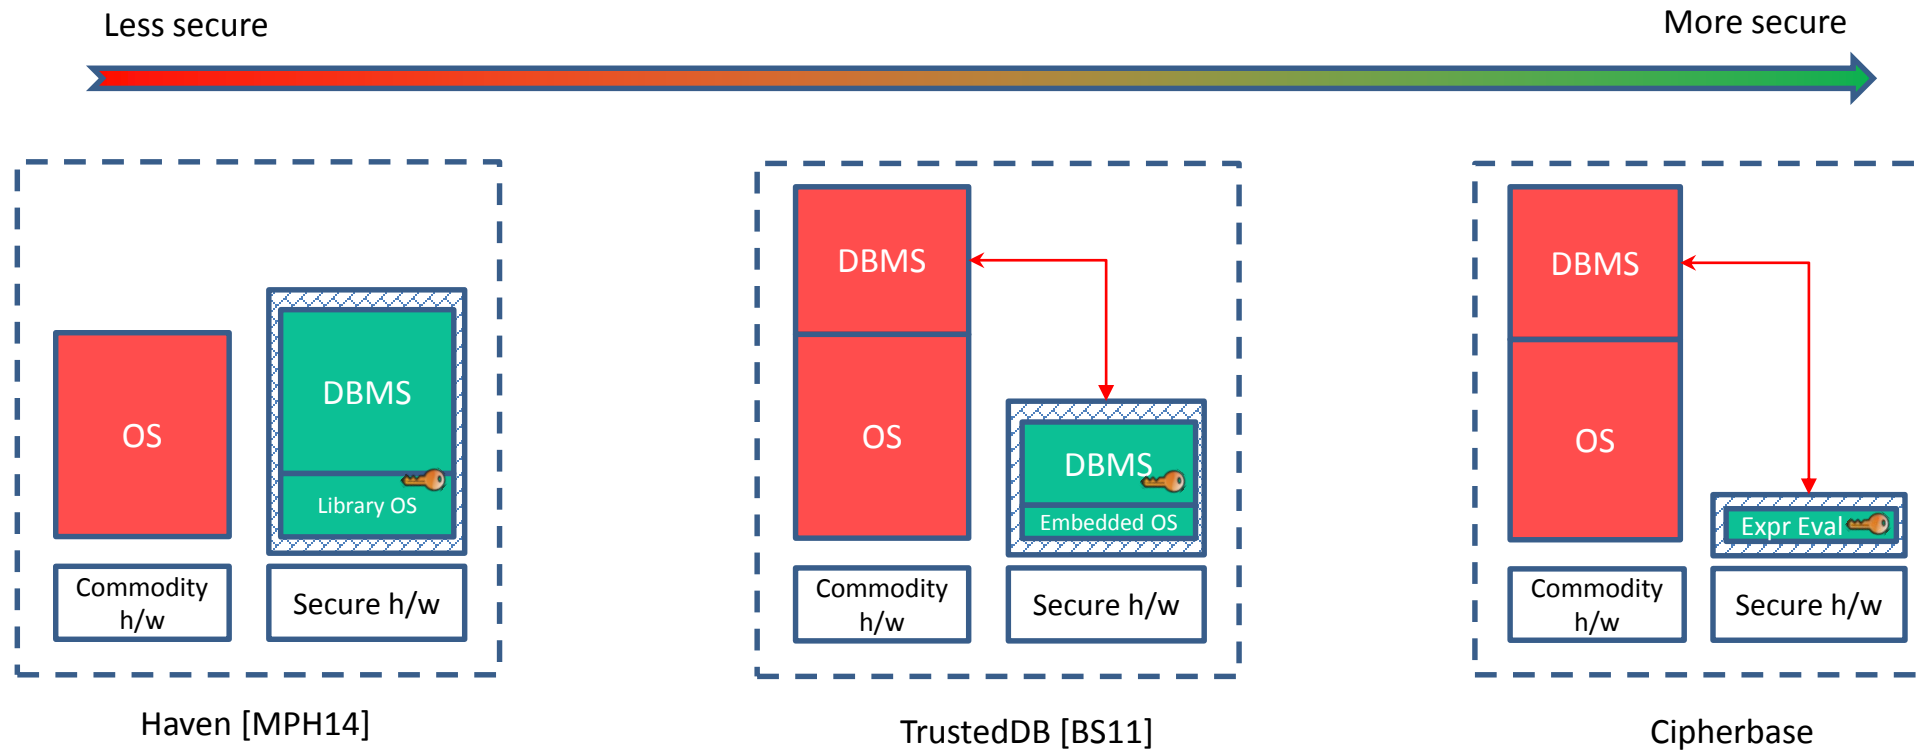 Less secure
More secure
OS
DBMS
Library OS
Commodity
h/w
Secure h/w
Haven [MPH14]
DBMS
OS
DBMS
Embedded OS
Commodity
h/w
Secure h/w
TrustedDB [BS11]
DBMS
OS
Expr Eval
Commodity
h/w
Secure h/w
Cipherbase